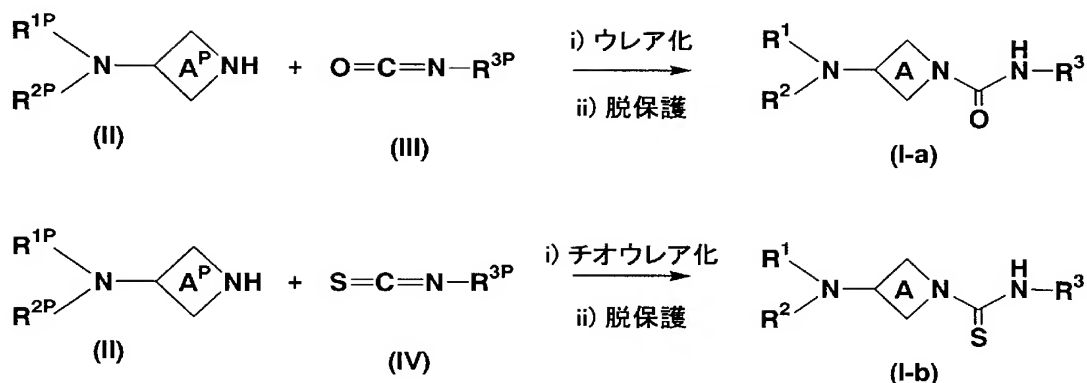 R1P
R2P
N
AP
NH
(II)
+
O=C=N-R3P
(III)
i) ウレア化
ii) 脱保護
R1
R2
N
A
N
H
N
R3
O
(I-a)
R1P
R2P
N
AP
NH
(II)
+
S=C=N-R3P
(IV)
i) チオウレア化
ii) 脱保護
R1
R2
N
A
N
H
N
R3
S
(I-b)